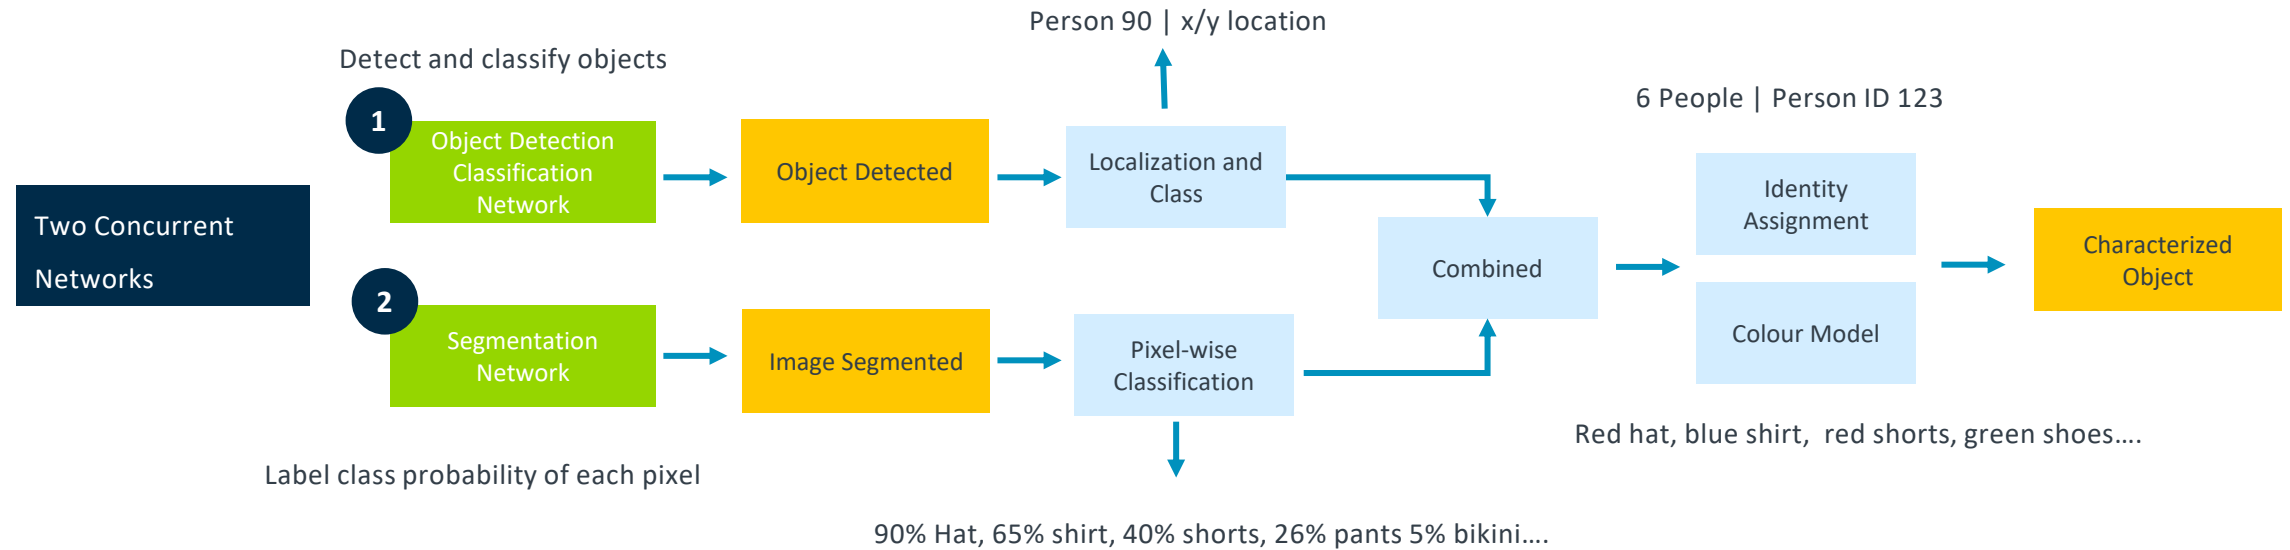 Person 90 | x/y location
Detect and classify objects
6 People | Person ID 123
1
Object Detection
Classification
Network
Object Detected
Localization and
Class
Identity
Assignment
Two Concurrent
Networks
Combined
Characterized
Object
2
Segmentation
Network
Image Segmented
Pixel-wise
Classification
Colour Model
Red hat, blue shirt,  red shorts, green shoes....
Label class probability of each pixel
90% Hat, 65% shirt, 40% shorts, 26% pants 5% bikini....